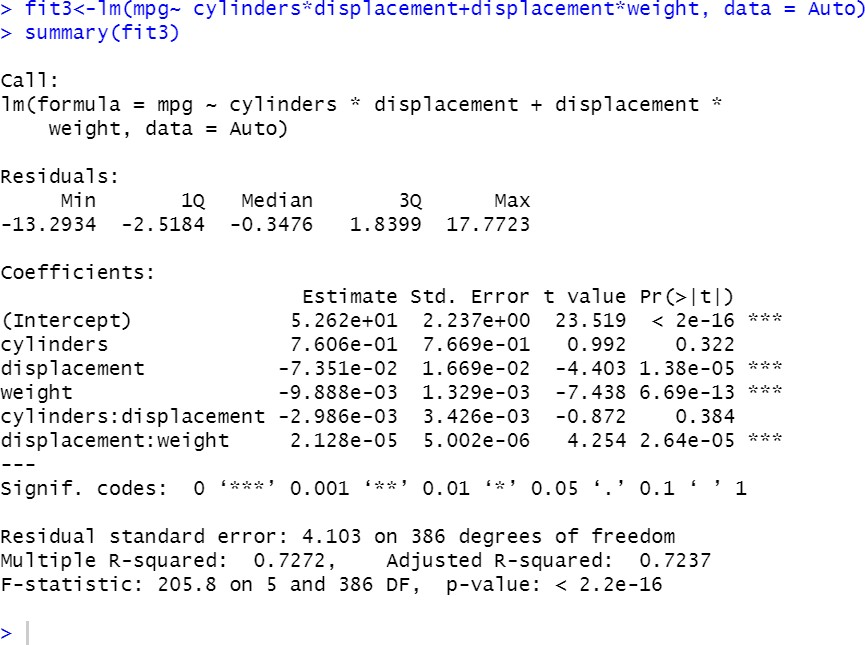 > fit3<-lm(mpg~ cylinders*displacement+displacement*weight, data = Auto)
> summary(fit3)
Call:
lm(formula = mpg ~ cylinders * displacement + displacement *
    weight, data = Auto)
Residuals:
     Min       1Q   Median       3Q      Max
-13.2934  -2.5184  -0.3476   1.8399  17.7723
Coefficients:
                         Estimate Std. Error t value Pr(>|t|)
(Intercept)             5.262e+01  2.237e+00  23.519  < 2e-16 ***
cylinders               7.606e-01  7.669e-01   0.992    0.322
displacement           -7.351e-02  1.669e-02  -4.403 1.38e-05 ***
weight                 -9.888e-03  1.329e-03  -7.438 6.69e-13 ***
cylinders:displacement -2.986e-03  3.426e-03  -0.872    0.384
displacement:weight     2.128e-05  5.002e-06   4.254 2.64e-05 ***
---
Signif. codes:  0 ‘***’ 0.001 ‘**’ 0.01 ‘*’ 0.05 ‘.’ 0.1 ‘ ’ 1
Residual standard error: 4.103 on 386 degrees of freedom
Multiple R-squared:  0.7272,    Adjusted R-squared:  0.7237
F-statistic: 205.8 on 5 and 386 DF,  p-value: < 2.2e-16
>